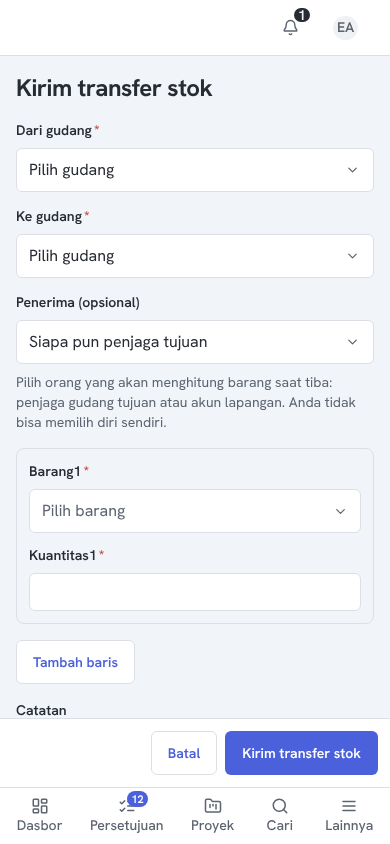 1
EA
Kirim transfer stok
Dari gudang *
Pilih gudang
Ke gudang *
Pilih gudang
Penerima (opsional)
Siapa pun penjaga tujuan
Pilih orang yang akan menghitung barang saat tiba:
penjaga gudang tujuan atau akun lapangan. Anda tidak
bisa memilih diri sendiri.
Barang1 *
Pilih barang
Kuantitas1 *
Tambah baris
Catatan
Batal
Kirim transfer stok
12
Dasbor
Persetujuan
Proyek
Cari
Lainnya